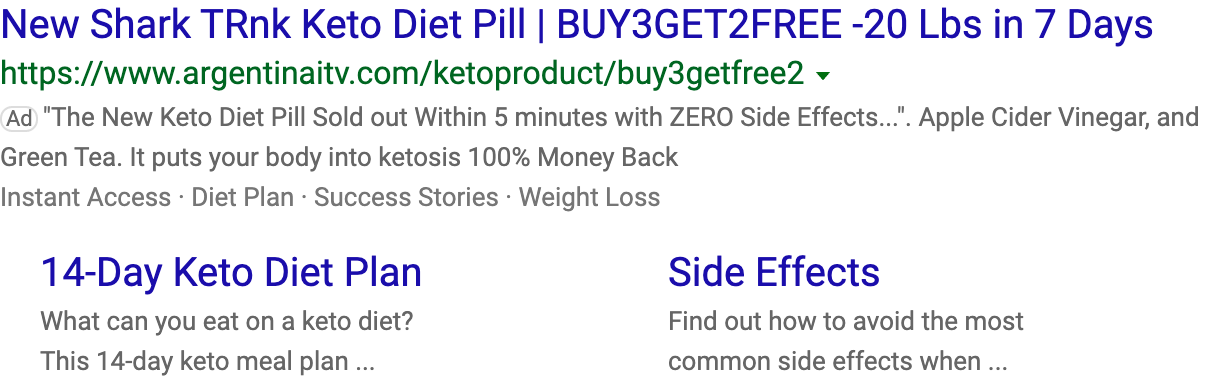 New Shark TRnk Keto Diet Pill | BUY3GET2FREE -20 Lbs in 7 Days
https://www.argentinaitv.com/ketoproduct/buy3getfree2
Ad "The New Keto Diet Pill Sold out Within 5 minutes with ZERO Side Effects...". Apple Cider Vinegar, and
Green Tea. It puts your body into ketosis 100% Money Back
Instant Access · Diet Plan · Success Stories · Weight Loss
14-Day Keto Diet Plan
What can you eat on a keto diet?
This 14-day keto meal plan ...
Side Effects
Find out how to avoid the most
common side effects when ...